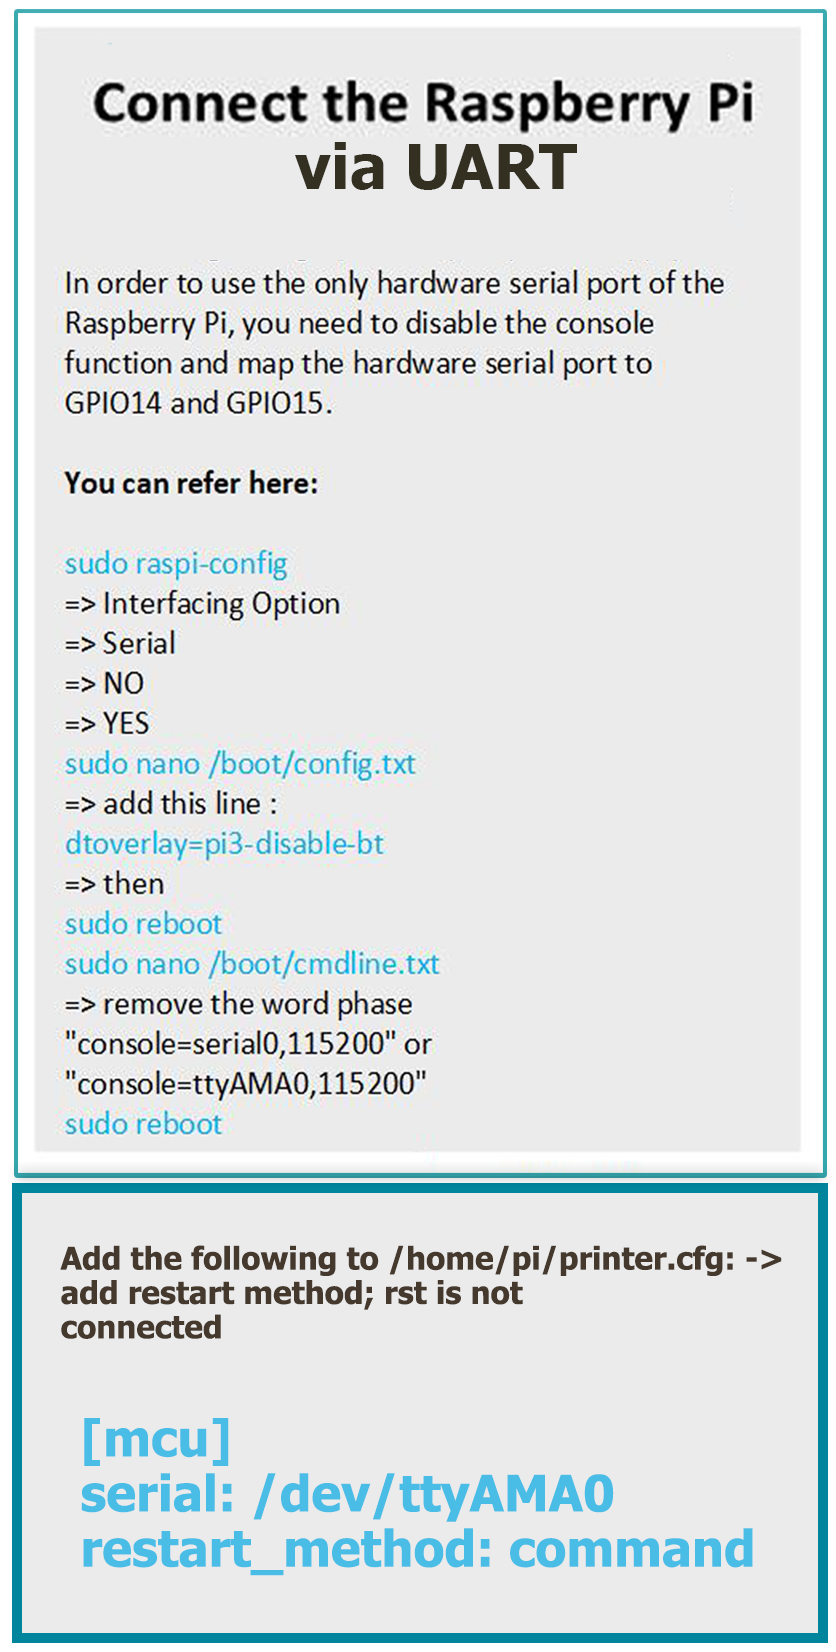 Connect the Raspberry Pi
via UART
In order to use the only hardware serial port of the
Raspberry Pi, you need to disable the console
function and map the hardware serial port to
GPIO14 and GPIO15.
You can refer here:
sudo raspi-config
=> Interfacing Option
=> Serial
=> NO
=> YES
sudo nano /boot/config.txt
=> add this line :
dtoverlay=pi3-disable-bt
=> then
sudo reboot
sudo nano /boot/cmdline.txt
=> remove the word phase
"console=serial0,115200" or
"console=ttyAMA0,115200"
sudo reboot
Add the following to /home/pi/printer.cfg: ->
add restart method; rst is not
connected
[mcu]
serial: /dev/ttyAMA0
restart_method: command